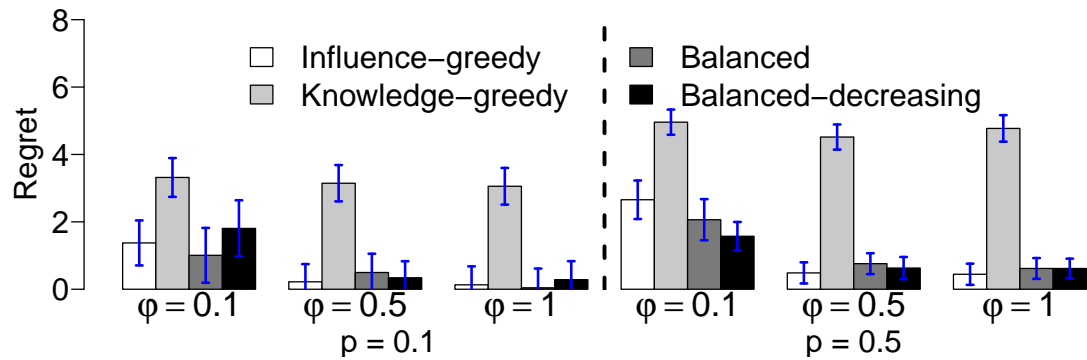 8
6
4
2
0
Regret
Influence−greedy
Knowledge−greedy
Balanced
Balanced−decreasing
φ = 0.1
φ = 0.5
φ = 1
φ = 0.1
φ = 0.5
φ = 1
p = 0.1
p = 0.5